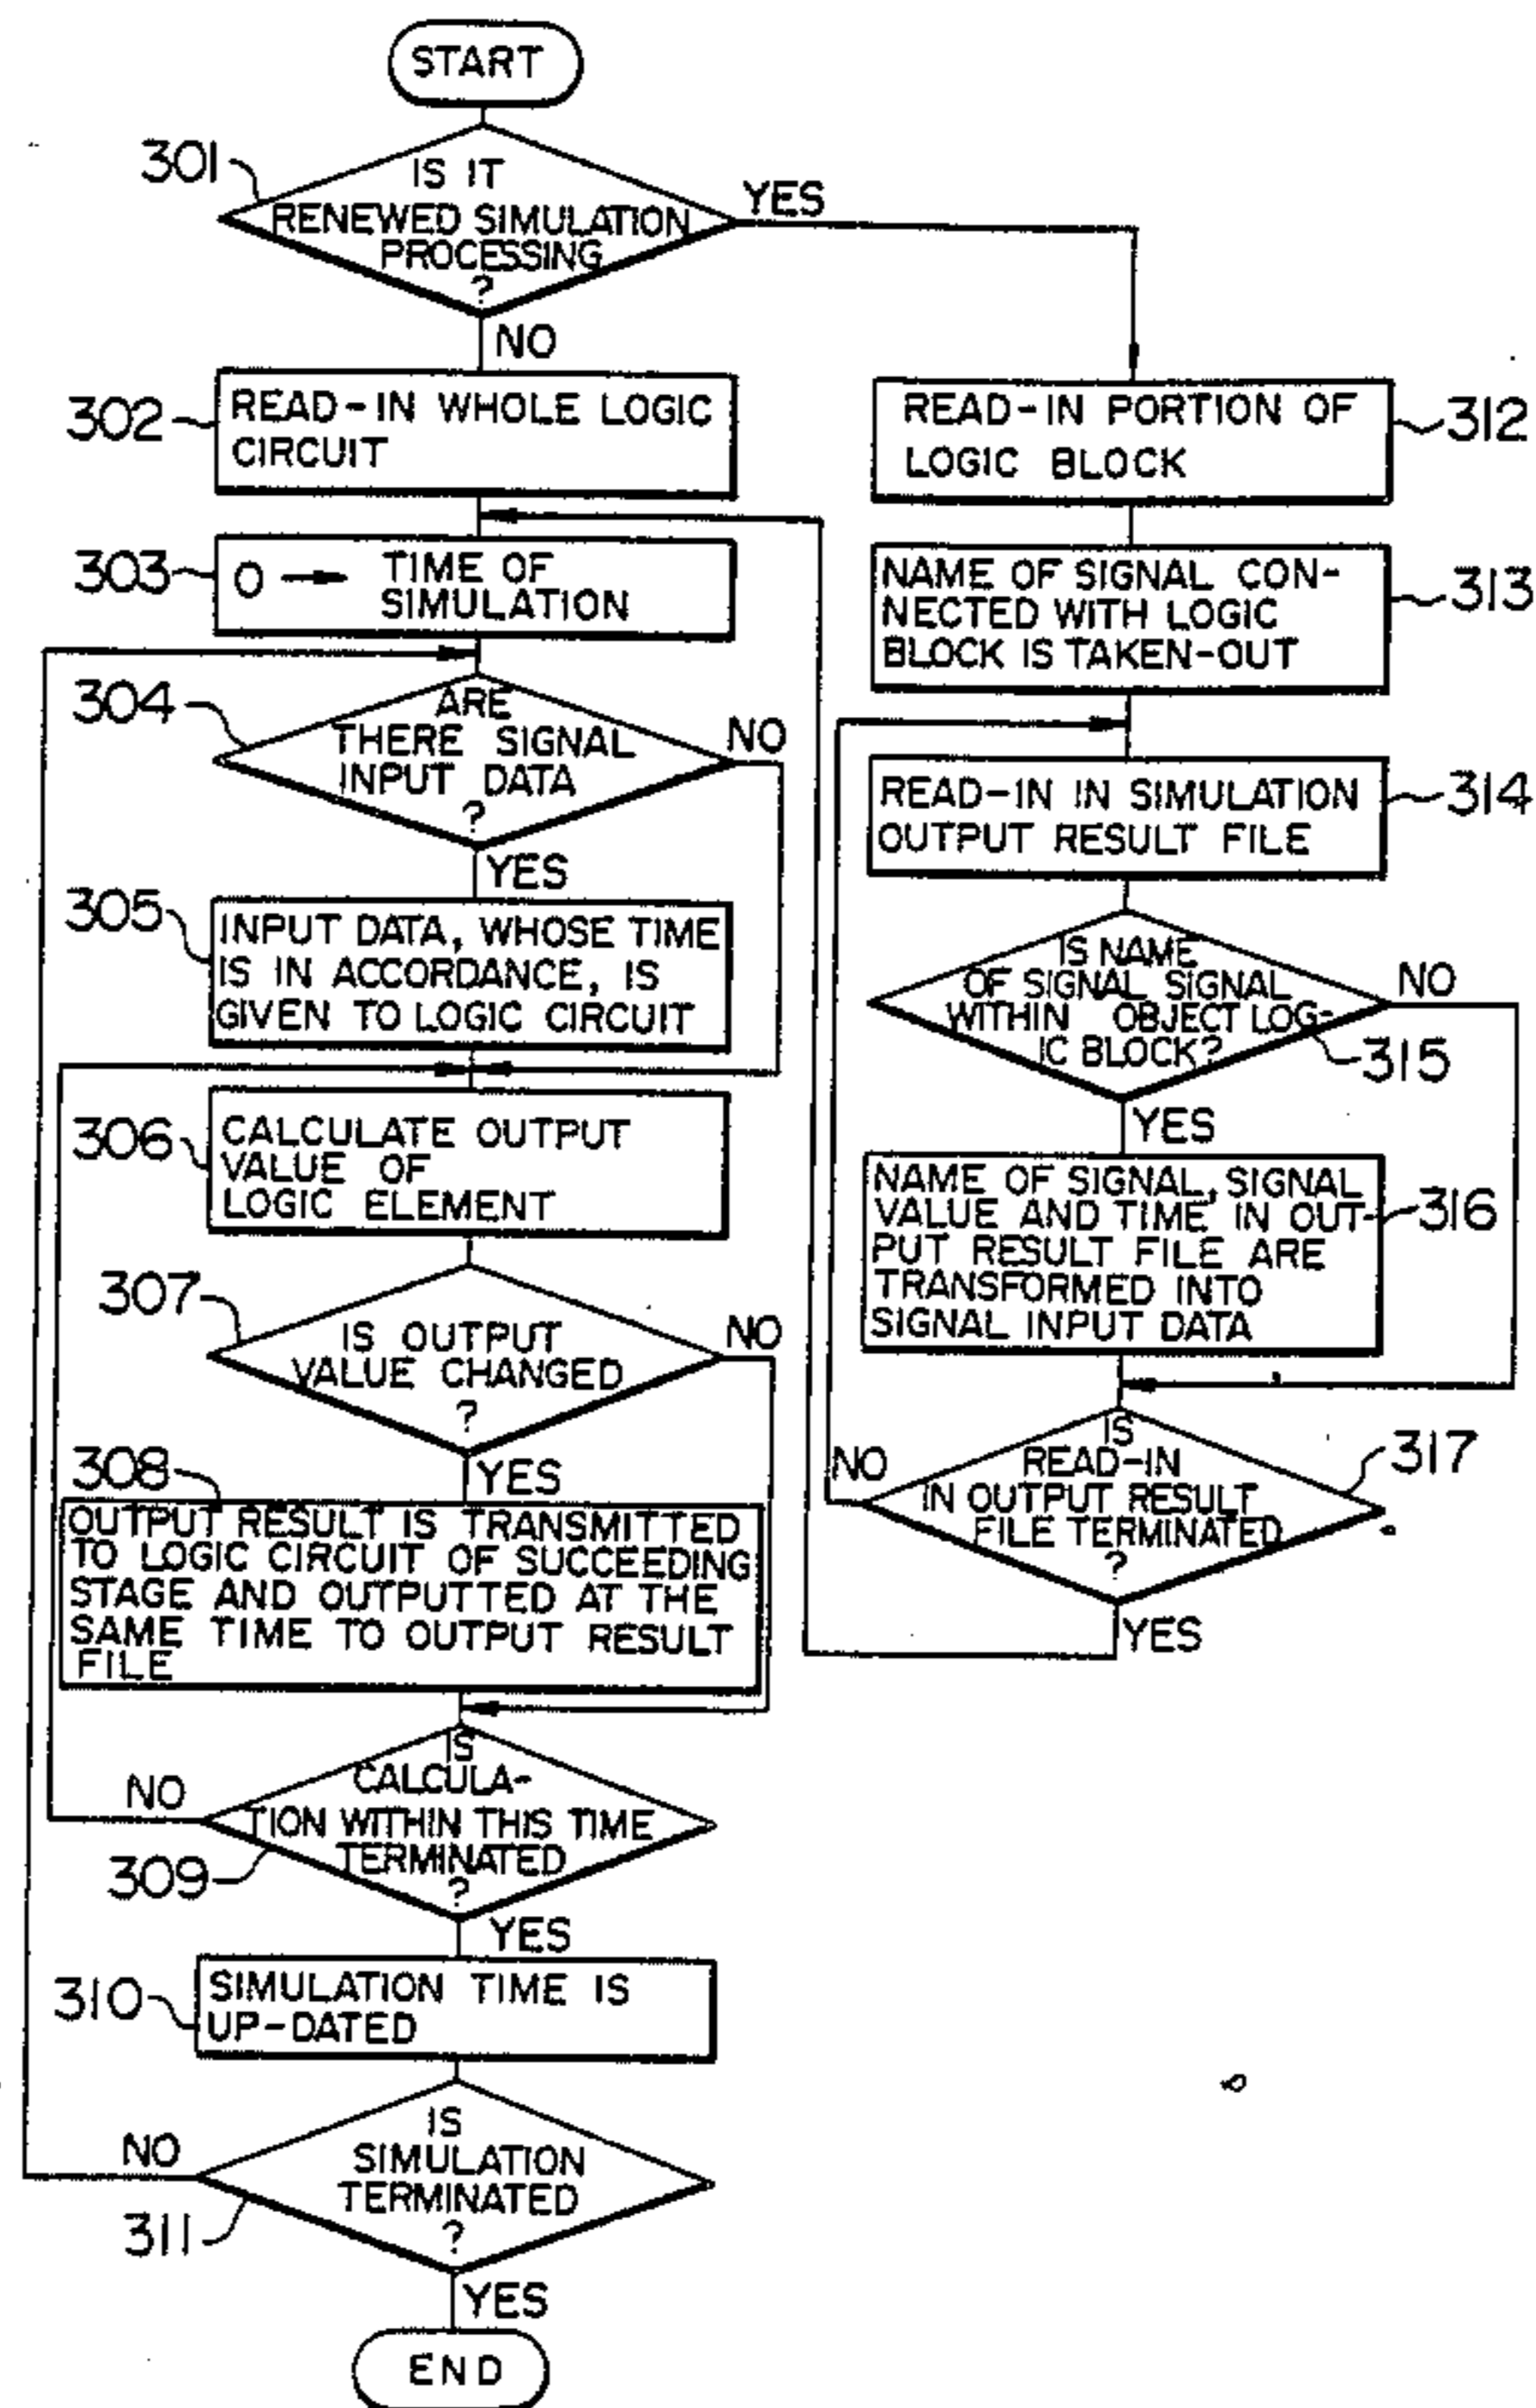 START
301
IS IT
RENEWED SIMULATION
PROCESSING
?
YES
NO
302
READ-IN WHOLE LOGIC
CIRCUIT
303
0 → TIME OF
SIMULATION
304
ARE
THERE SIGNAL
INPUT DATA
?
NO
YES
305
INPUT DATA, WHOSE TIME
IS IN ACCORDANCE, IS
GIVEN TO LOGIC CIRCUIT
306
CALCULATE OUTPUT
VALUE OF
LOGIC ELEMENT
307
IS OUTPUT
VALUE CHANGED
?
NO
YES
308
OUTPUT RESULT IS TRANSMITTED
TO LOGIC CIRCUIT OF SUCCEEDING
STAGE AND OUTPUTTED AT THE
SAME TIME TO OUTPUT RESULT
FILE
IS
CALCULA-
TION WITHIN THIS TIME
TERMINATED
?
NO
309
YES
310
SIMULATION TIME IS
UP-DATED
IS
SIMULATION
TERMINATED
?
NO
311
YES
END
READ-IN PORTION OF
LOGIC BLOCK
312
NAME OF SIGNAL CON-
NECTED WITH LOGIC
BLOCK IS TAKEN-OUT
313
READ-IN IN SIMULATION
OUTPUT RESULT FILE
314
IS NAME
OF SIGNAL SIGNAL
WITHIN OBJECT LOG-
IC BLOCK?
NO
315
YES
NAME OF SIGNAL, SIGNAL
VALUE AND TIME IN OUT-
PUT RESULT FILE ARE
TRANSFORMED INTO
SIGNAL INPUT DATA
316
IS
READ-IN
IN OUTPUT RESULT
FILE TERMINATED
?
317
NO
YES